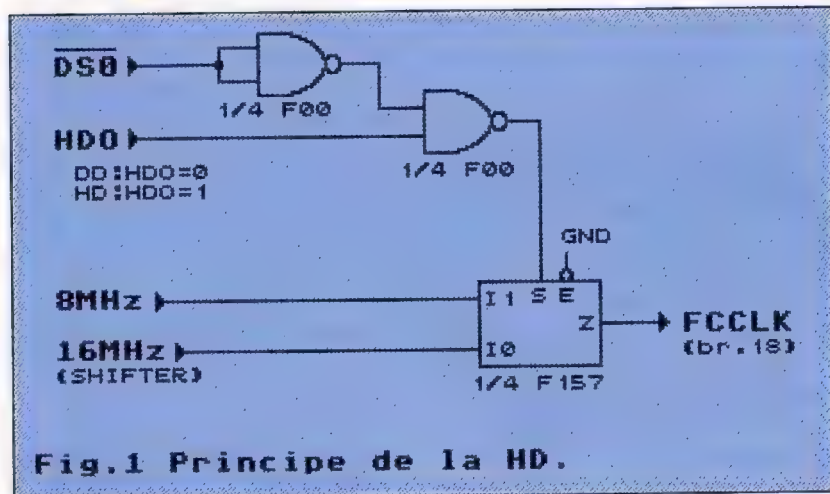 DS0
1/4 F00
HDO
1/4 F00
DD:HDO=0
HD:HDO=1
GND
8MHz
I1 S E
Z
FCCLK
(br.18)
16MHz
I0
(SHIFTER)
1/4 F157
Fig.1 Principe de la HD.